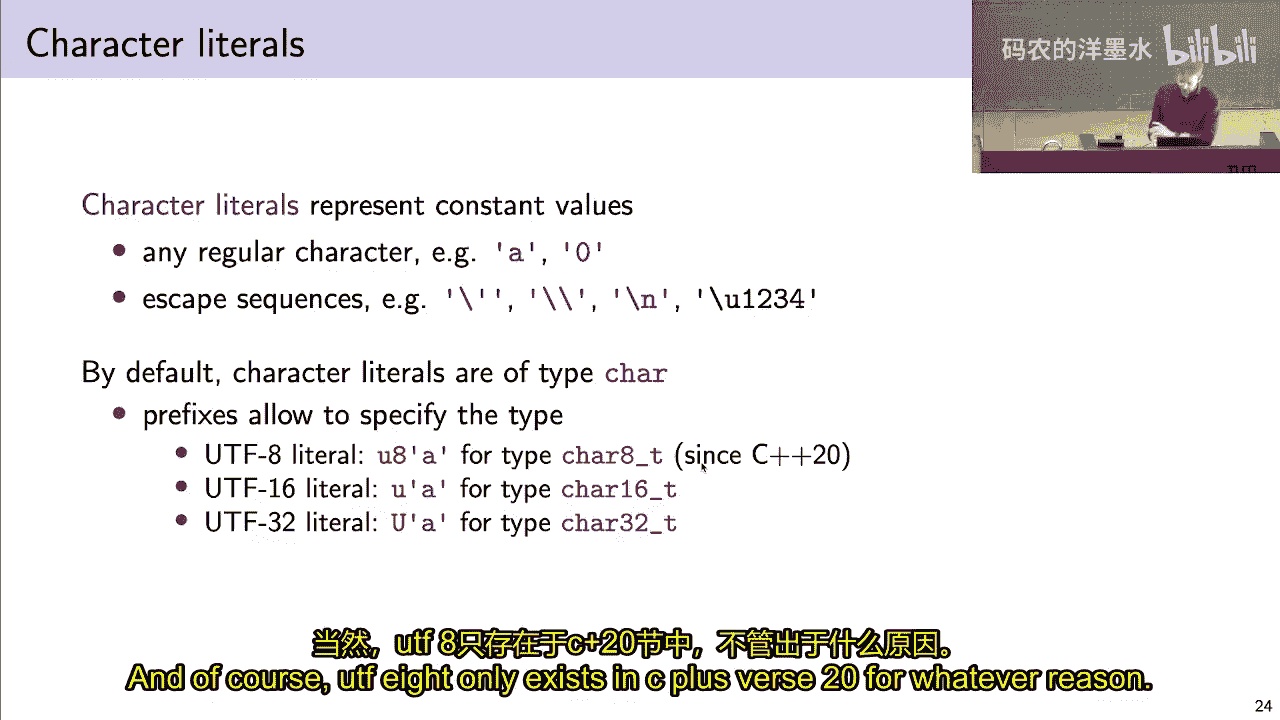 Character literals
码农的洋墨水 bilibili
Character literals represent constant values
• any regular character, e.g. 'a', '0'
• escape sequences, e.g. '\'', '\\', '\n', '\u1234'
By default, character literals are of type char
• prefixes allow to specify the type
• UTF-8 literal: u8'a' for type char8_t (since C++20)
• UTF-16 literal: u'a' for type char16_t
• UTF-32 literal: U'a' for type char32_t
当然，utf 8只存在于c+20节中，不管出于什么原因。
And of course, utf eight only exists in c plus verse 20 for whatever reason.
24